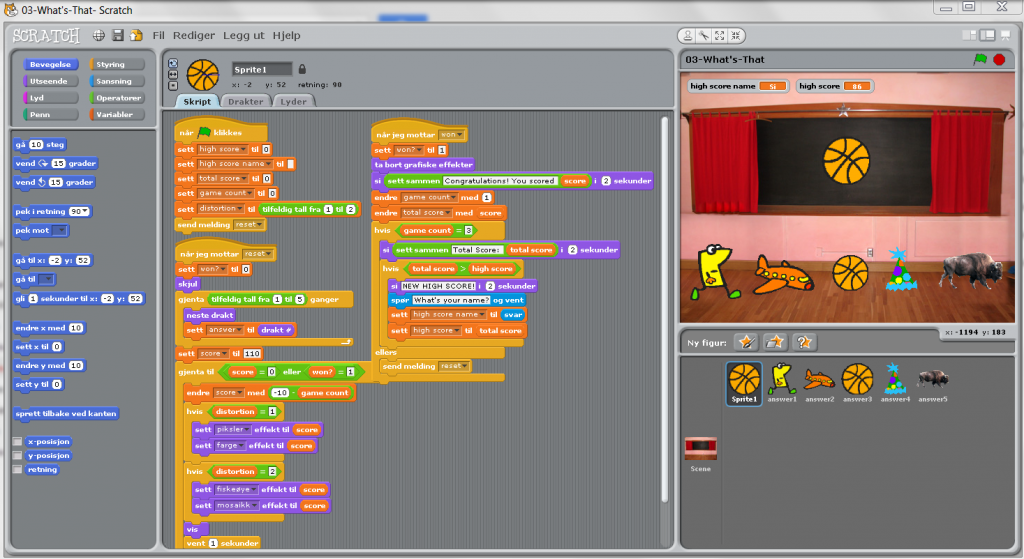 03-What's-That- Scratch
SCRATCH Fil Rediger Legg ut Hjelp
Bevegelse Styring
Utseende Sansning
Lyd Operatorer
Penn Variabler
gå 10 steg
vend 15 grader
vend 15 grader
pek i retning 90
pek mot
gå til x: -2 y: 52
gå til
gli 1 sekunder til x: -2 y: 52
endre x med 10
sett x til 0
endre y med 10
sett y til 0
sprett tilbake ved kanten
x-posisjon
y-posisjon
retning
Sprite1
x: -2 y: 52 retning: 90
Skript Drakter Lyder
når klikkes
sett high score til 0
sett high score name til
sett total score til 0
sett game count til 0
sett distortion til tilfeldig tall fra 1 til 2
send melding reset
når jeg mottar reset
sett won? til 0
skjul
gjenta tilfeldig tall fra 1 til 5 ganger
neste drakt
sett answer til drakt #
sett score til 110
gjenta til score = 0 eller won? = 1
endre score med -10 - game count
hvis distortion = 1
sett piksler effekt til score
sett farge effekt til score
hvis distortion = 2
sett fiskeøye effekt til score
sett mosaikk effekt til score
vis
vent 1 sekunder
når jeg mottar won
sett won? til 1
ta bort grafiske effekter
si sett sammen Congratulations! You scored score i 2 sekunder
endre game count med 1
endre total score med score
hvis game count = 3
si sett sammen Total Score: total score i 2 sekunder
hvis total score > high score
si NEW HIGH SCORE! i 2 sekunder
spør What's your name? og vent
sett high score name til svar
sett high score til total score
ellers
send melding reset
03-What's-That
high score name Si high score 86
x: -1194 y: 183
Ny figur:
Sprite1 answer1 answer2 answer3 answer4 answer5
Scene